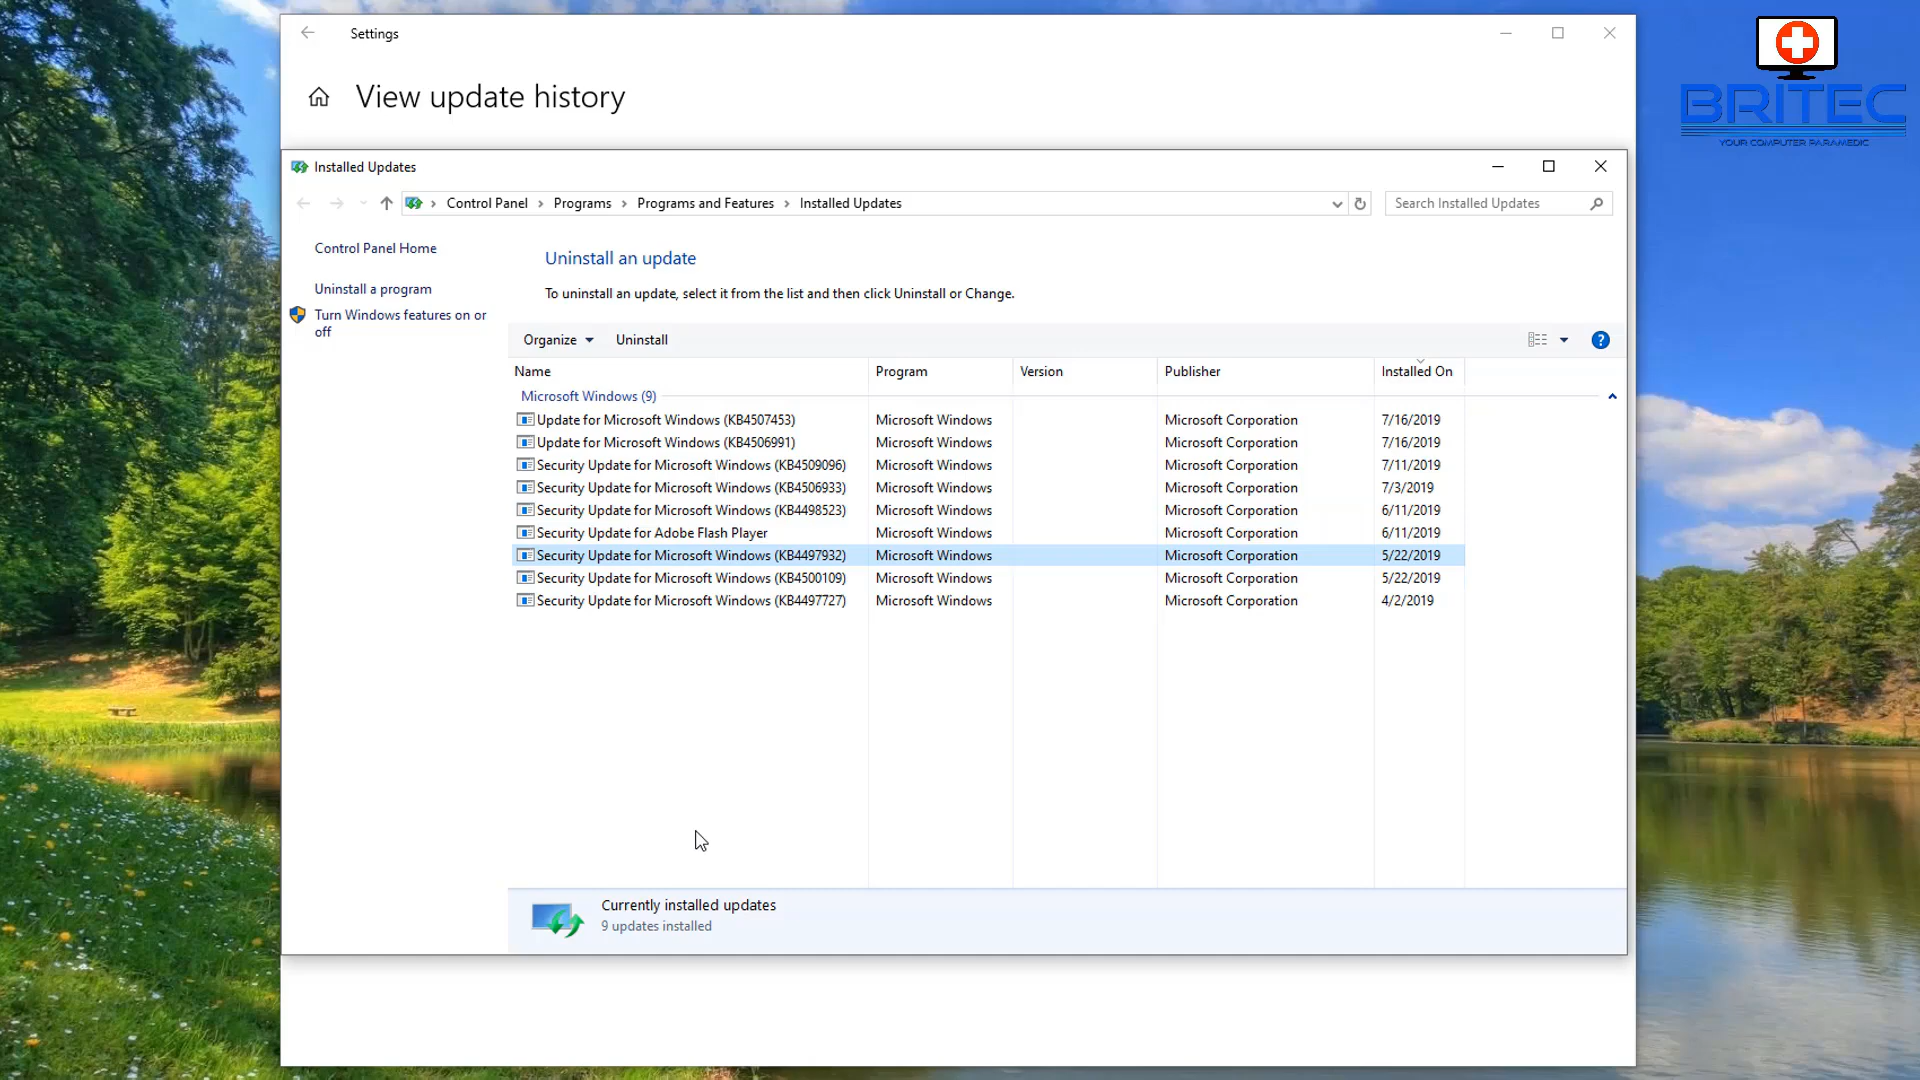 Settings
BRITEC
YOUR COMPUTER PARAMEDIC
View update history
Installed Updates
Control Panel Programs Programs and Features Installed Updates
Search Installed Updates
Control Panel Home
Uninstall a program
Turn Windows features on or
off
Uninstall an update
To uninstall an update, select it from the list and then click Uninstall or Change.
Organize Uninstall ?
Name Program Version Publisher Installed On
Microsoft Windows (9)
Update for Microsoft Windows (KB4507453) Microsoft Windows Microsoft Corporation 7/16/2019
Update for Microsoft Windows (KB4506991) Microsoft Windows Microsoft Corporation 7/16/2019
Security Update for Microsoft Windows (KB4509096) Microsoft Windows Microsoft Corporation 7/11/2019
Security Update for Microsoft Windows (KB4506933) Microsoft Windows Microsoft Corporation 7/3/2019
Security Update for Microsoft Windows (KB4498523) Microsoft Windows Microsoft Corporation 6/11/2019
Security Update for Adobe Flash Player Microsoft Windows Microsoft Corporation 6/11/2019
Security Update for Microsoft Windows (KB4497932) Microsoft Windows Microsoft Corporation 5/22/2019
Security Update for Microsoft Windows (KB4500109) Microsoft Windows Microsoft Corporation 5/22/2019
Security Update for Microsoft Windows (KB4497727) Microsoft Windows Microsoft Corporation 4/2/2019
Currently installed updates
9 updates installed